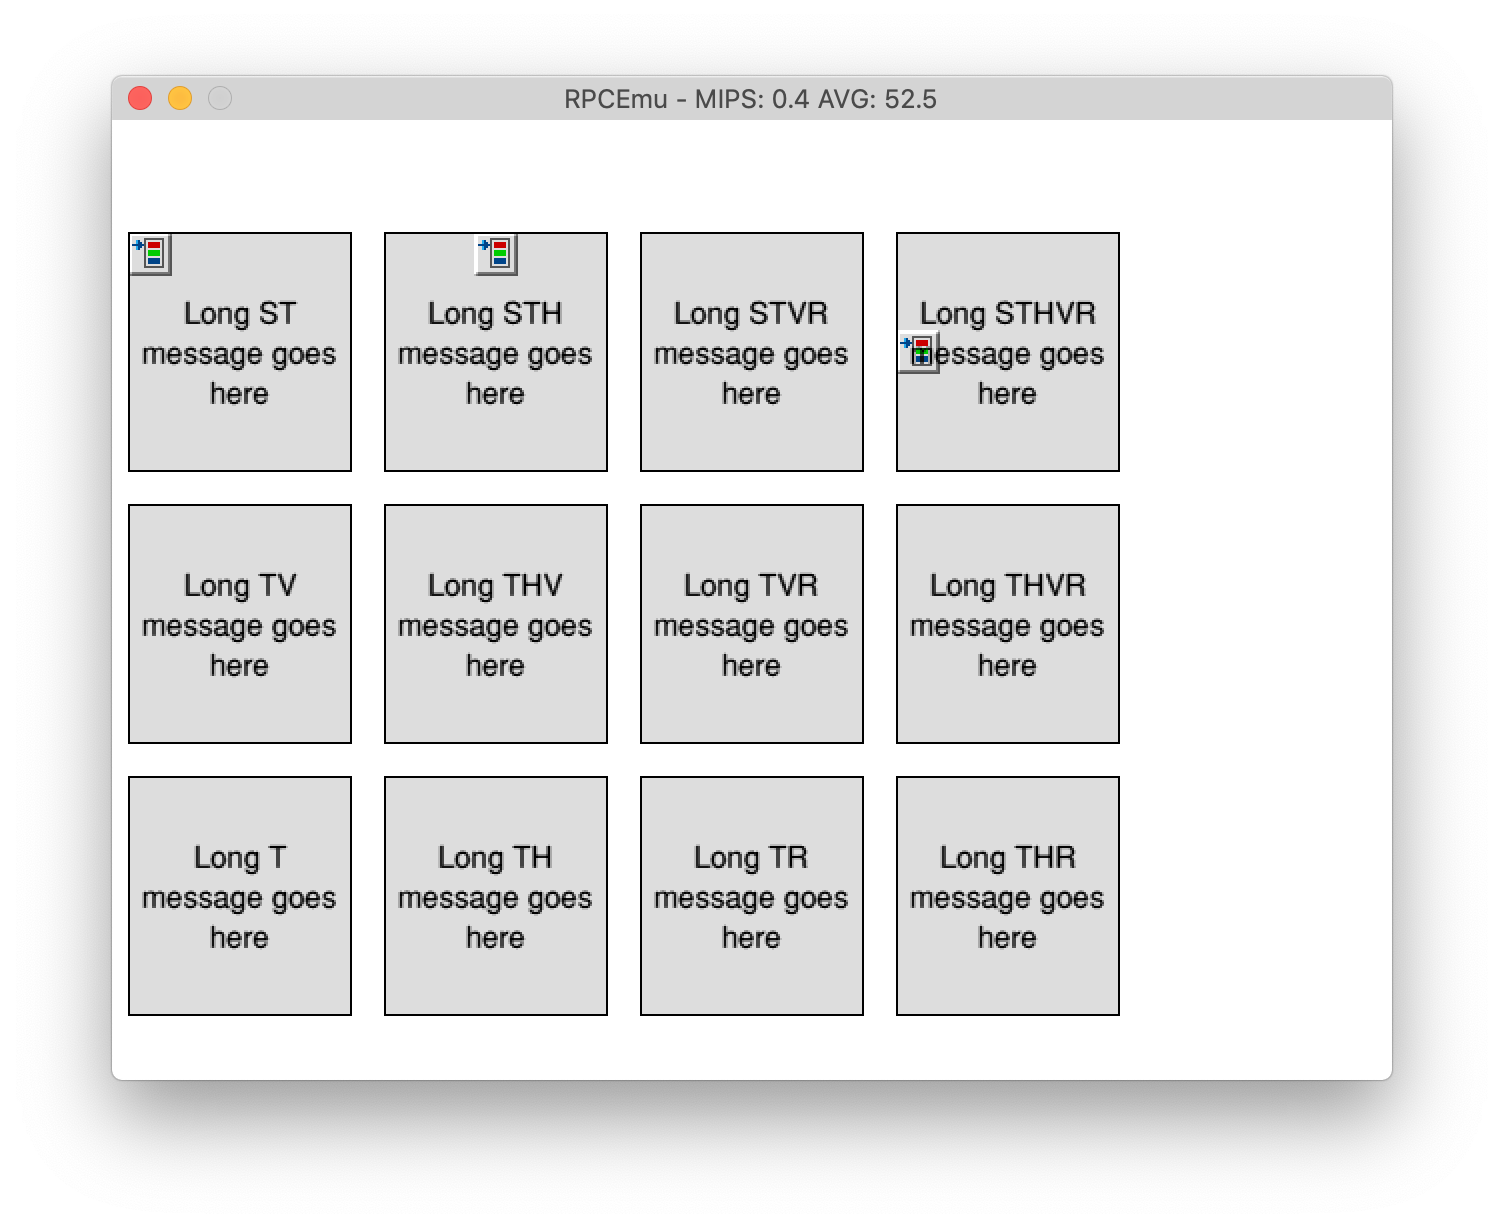 RPCEmu - MIPS: 0.4 AVG: 52.5
Long ST
message goes
here
Long STH
message goes
here
Long STVR
message goes
here
Long STHVR
message goes
here
Long TV
message goes
here
Long THV
message goes
here
Long TVR
message goes
here
Long THVR
message goes
here
Long T
message goes
here
Long TH
message goes
here
Long TR
message goes
here
Long THR
message goes
here